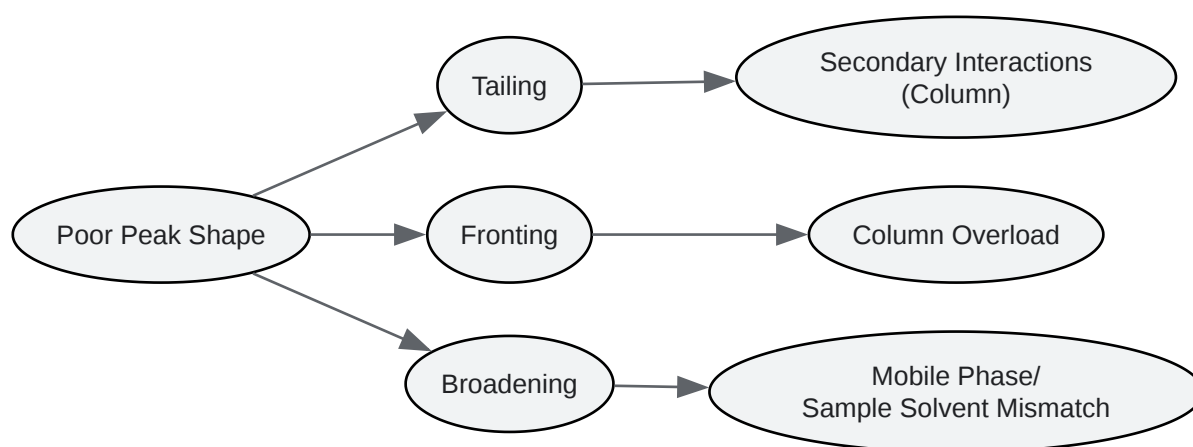 Tailing
Secondary Interactions
(Column)
Poor Peak Shape
Fronting
Column Overload
Broadening
Mobile Phase/
Sample Solvent Mismatch